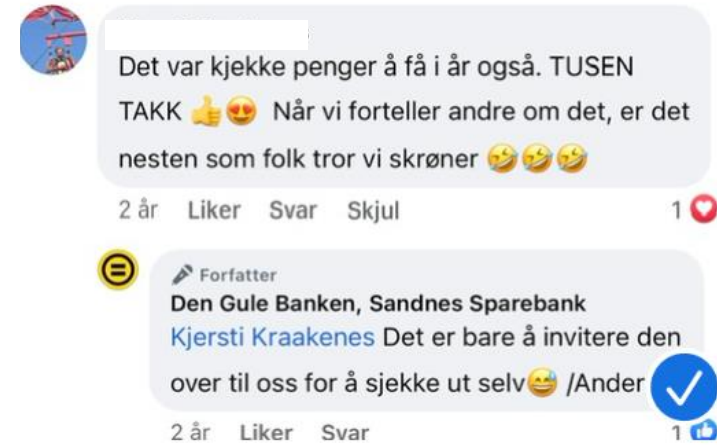 Det var kjekke penger å få i år også. TUSEN
TAKK 👍😍 Når vi forteller andre om det, er det
nesten som folk tror vi skrøner 🤣🤣🤣
2 år Liker Svar Skjul 1
Forfatter
Den Gule Banken, Sandnes Sparebank
Kjersti Kraakenes Det er bare å invitere den
over til oss for å sjekke ut selv😅 /Ander
2 år Liker Svar 1